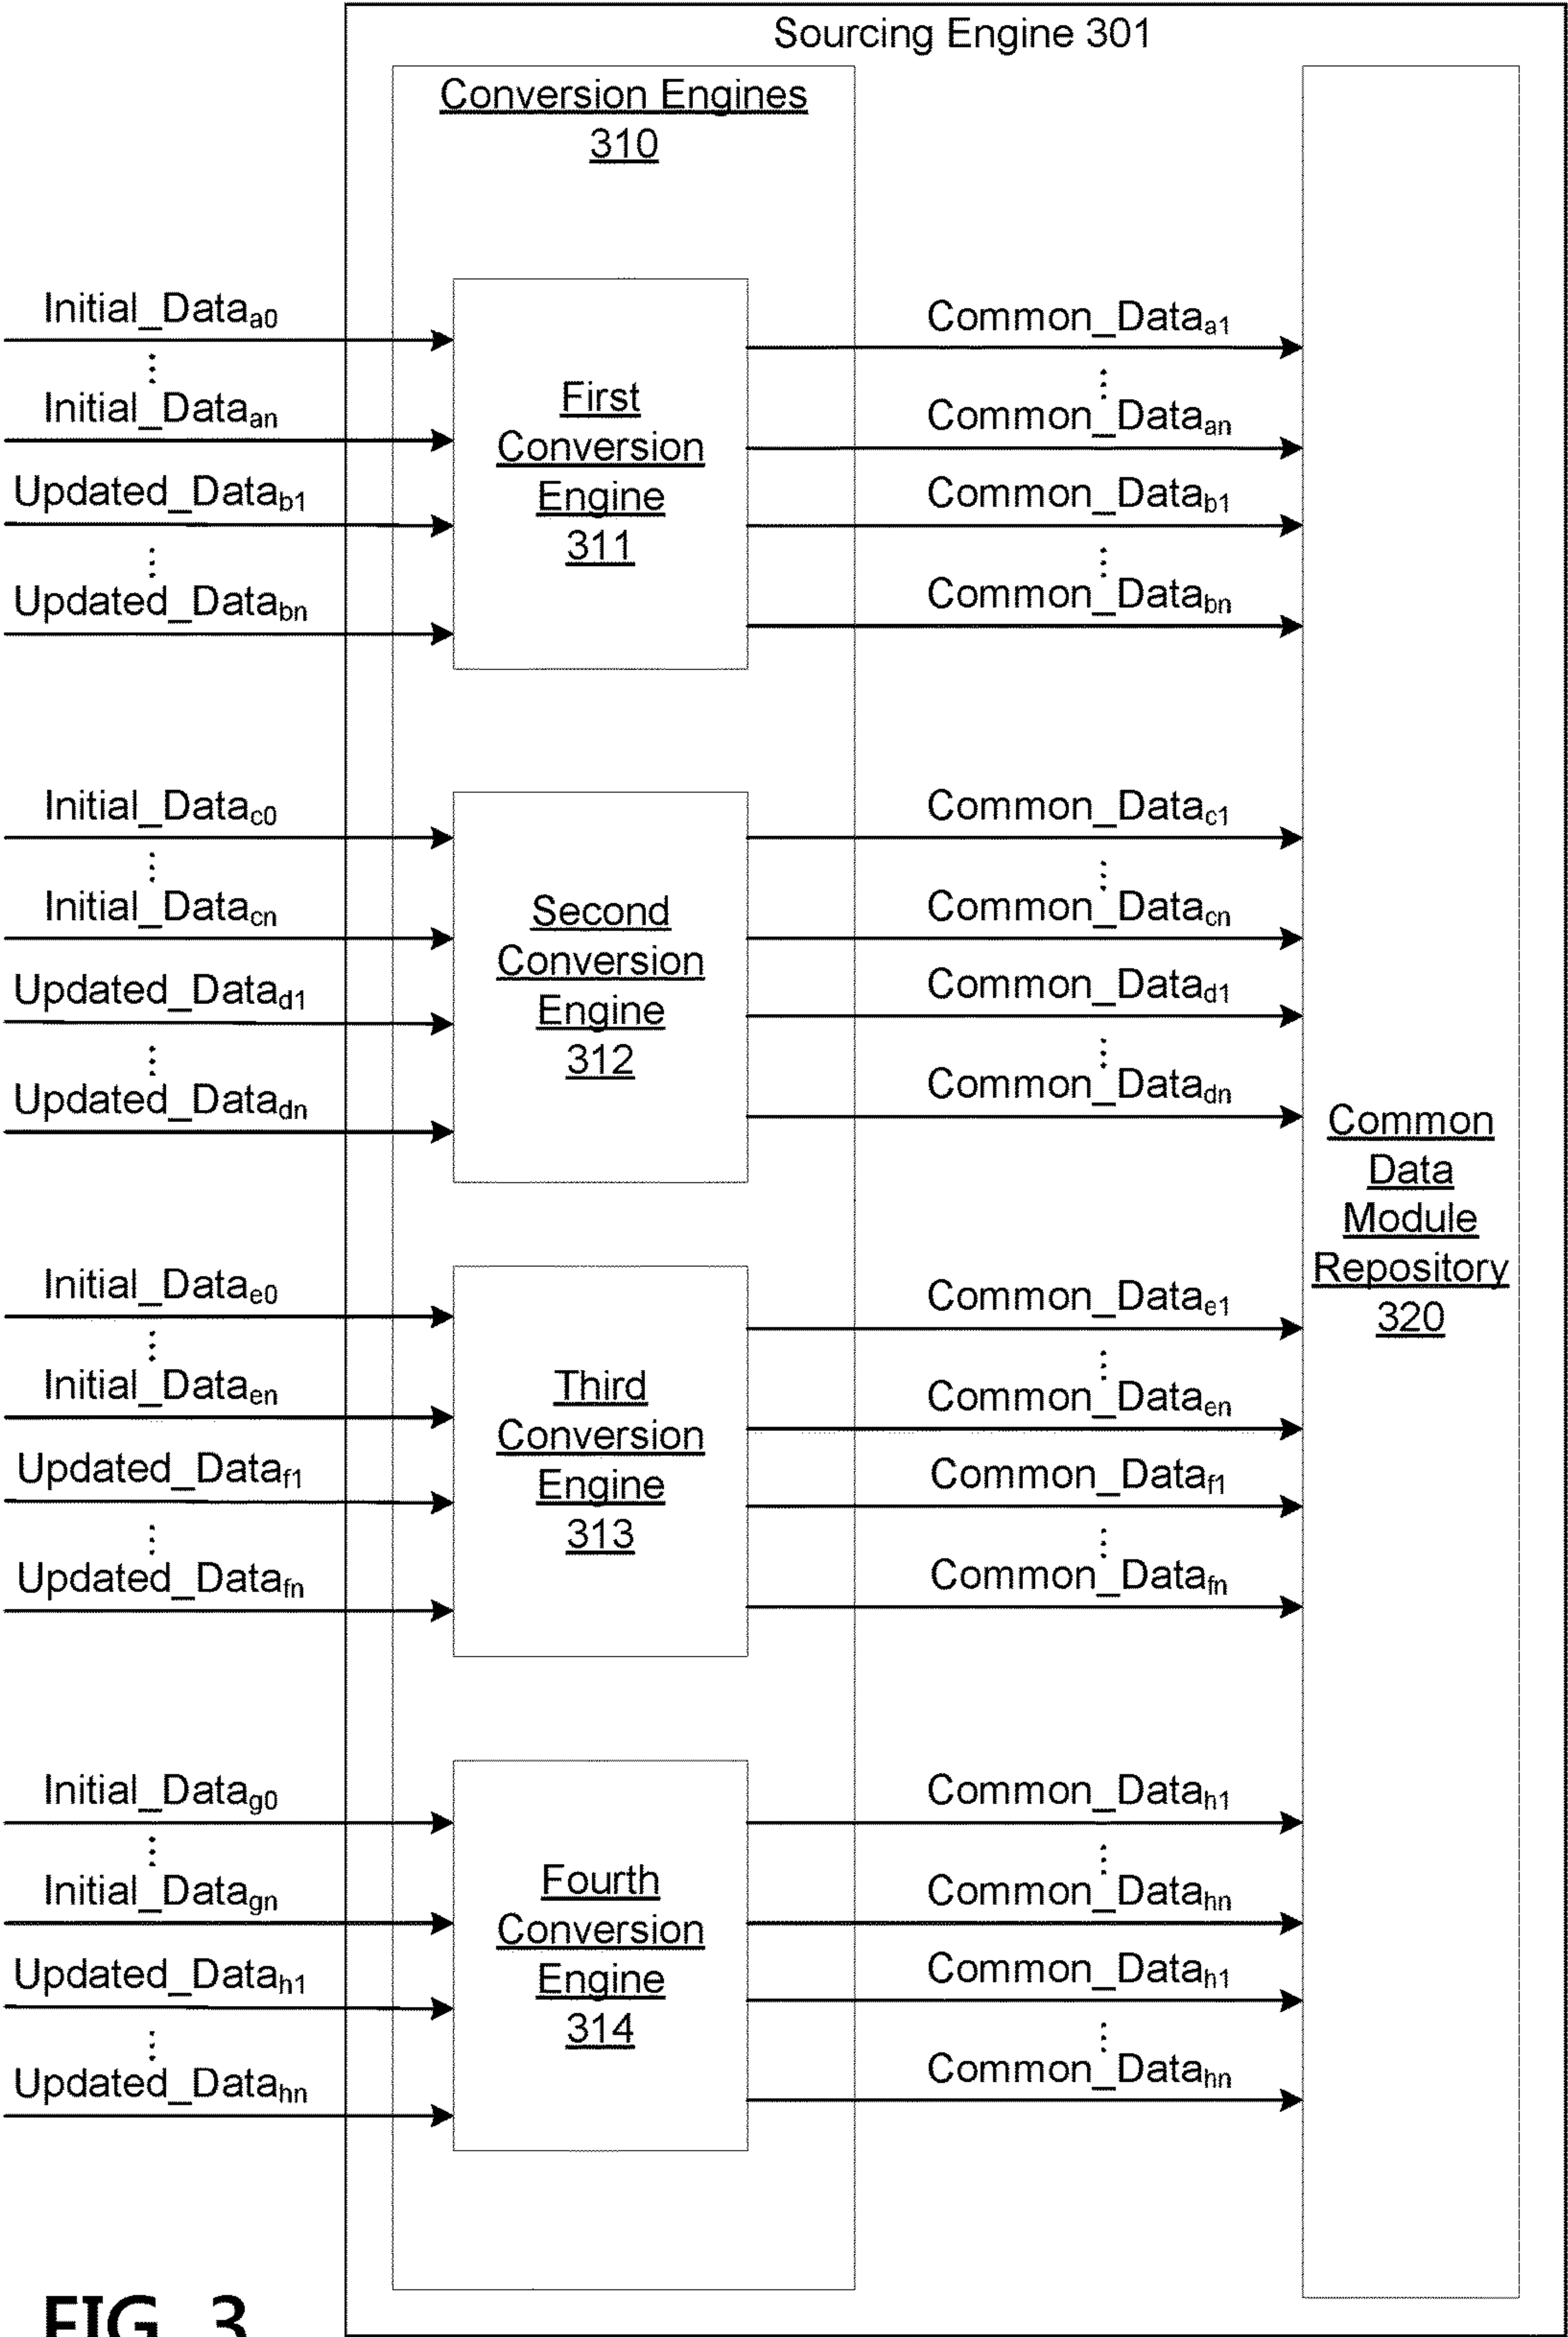 Sourcing Engine 301
Conversion Engines
310
Initial_Dataa0
Initial_Dataan
Updated_Datab1
Updated_Databn
First
Conversion
Engine
311
Common_Dataa1
Common_Dataan
Common_Datab1
Common_Databn
Initial_Datac0
Initial_Datacn
Updated_Datad1
Updated_Datadn
Second
Conversion
Engine
312
Common_Datac1
Common_Datacn
Common_Datad1
Common_Datadn
Common
Data
Module
Repository
320
Initial_Datae0
Initial_Dataen
Updated_Dataf1
Updated_Datafn
Third
Conversion
Engine
313
Common_Datae1
Common_Dataen
Common_Dataf1
Common_Datafn
Initial_Datag0
Initial_Datagn
Updated_Datah1
Updated_Datahn
Fourth
Conversion
Engine
314
Common_Datah1
Common_Datahn
Common_Datah1
Common_Datahn
FIG. 3